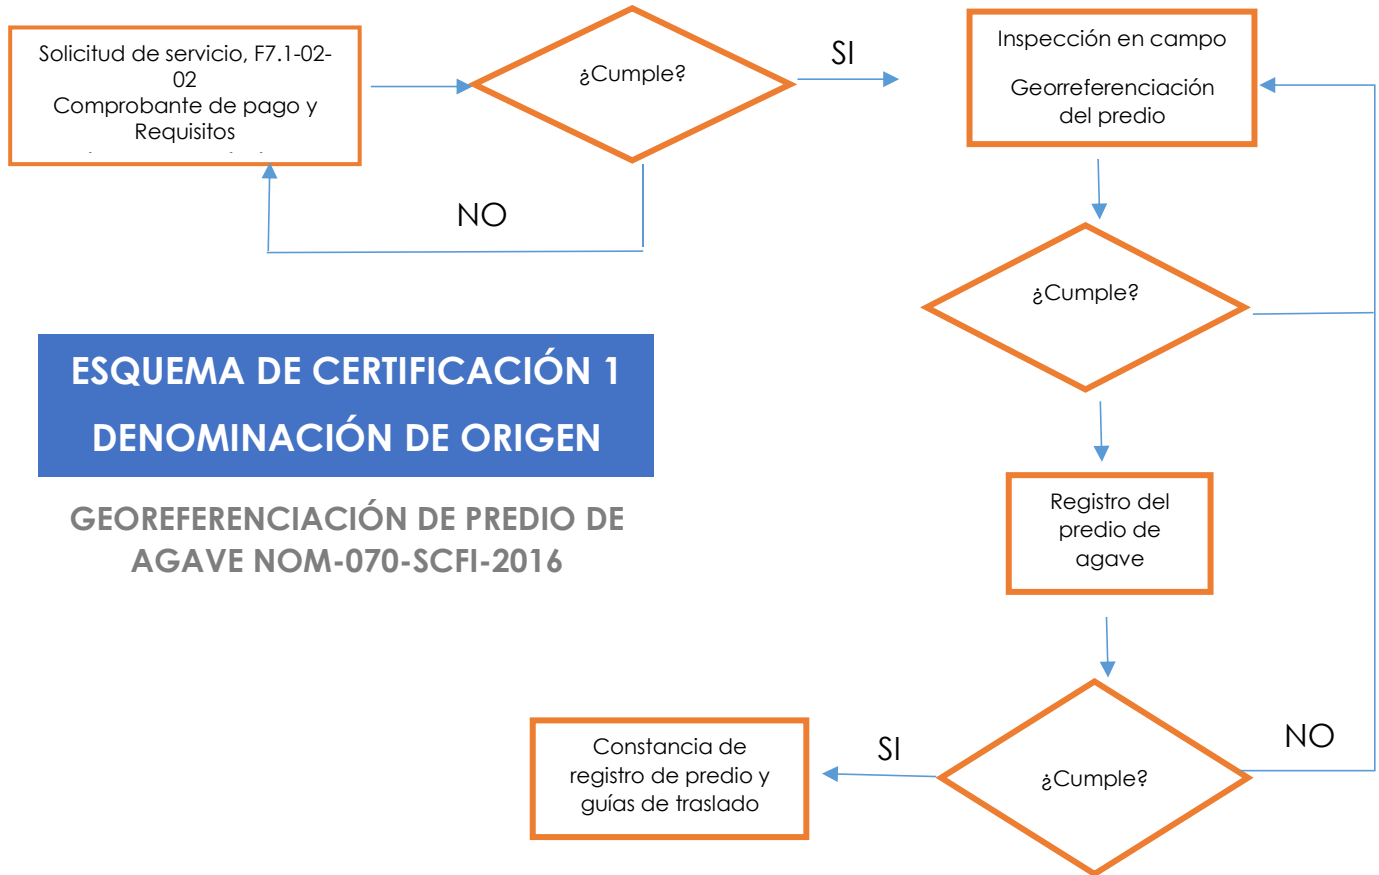 Solicitud de servicio, F7.1-02-
02
Comprobante de pago y
Requisitos
¿Cumple?
SI
NO
Inspección en campo
Georreferenciación
del predio
¿Cumple?
ESQUEMA DE CERTIFICACIÓN 1
DENOMINACIÓN DE ORIGEN
GEOREFERENCIACIÓN DE PREDIO DE
AGAVE NOM-070-SCFI-2016
Registro del
predio de
agave
¿Cumple?
NO
SI
Constancia de
registro de predio y
guías de traslado